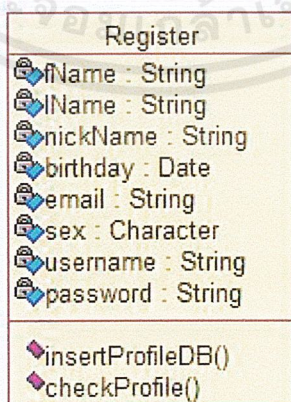 Register
fName : String
lName : String
nickName : String
birthday : Date
email : String
sex : Character
username : String
password : String
insertProfileDB()
checkProfile()